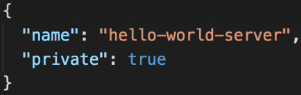 {
"name": "hello-world-server",
"private": true
}